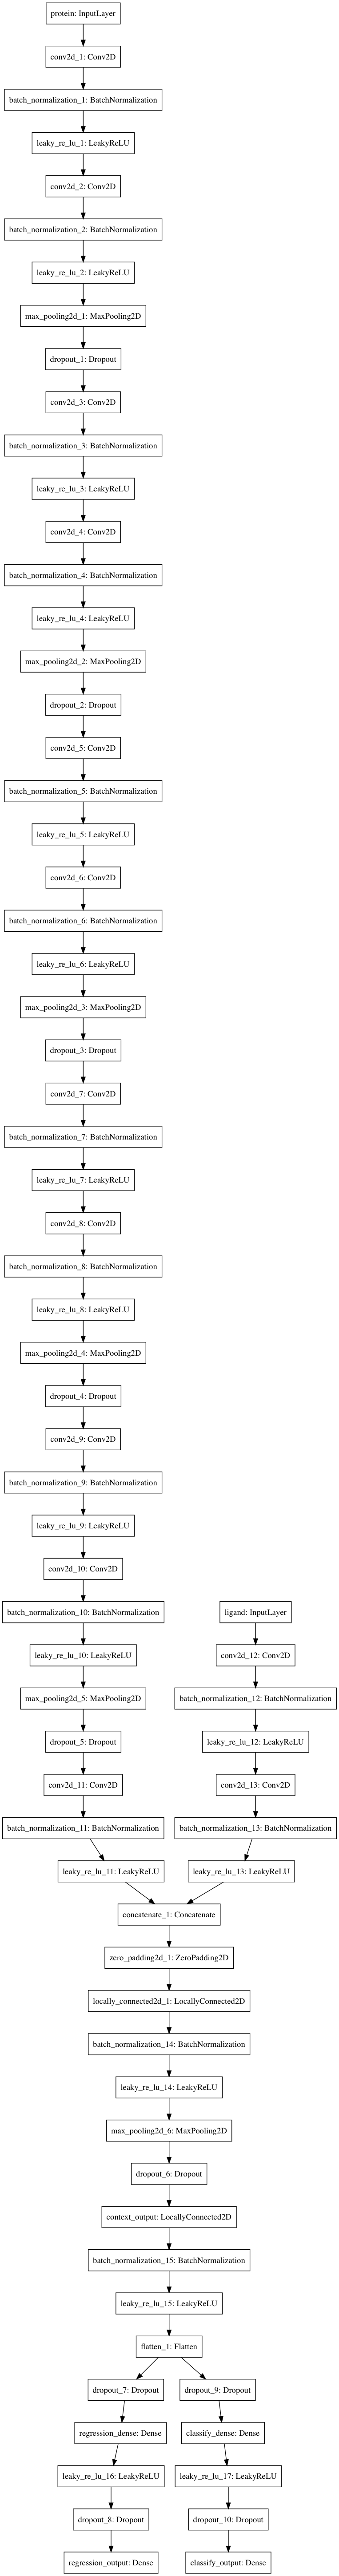 protein: InputLayer
conv2d_1: Conv2D
batch_normalization_1: BatchNormalization
leaky_re_lu_1: LeakyReLU
conv2d_2: Conv2D
batch_normalization_2: BatchNormalization
leaky_re_lu_2: LeakyReLU
max_pooling2d_1: MaxPooling2D
dropout_1: Dropout
conv2d_3: Conv2D
batch_normalization_3: BatchNormalization
leaky_re_lu_3: LeakyReLU
conv2d_4: Conv2D
batch_normalization_4: BatchNormalization
leaky_re_lu_4: LeakyReLU
max_pooling2d_2: MaxPooling2D
dropout_2: Dropout
conv2d_5: Conv2D
batch_normalization_5: BatchNormalization
leaky_re_lu_5: LeakyReLU
conv2d_6: Conv2D
batch_normalization_6: BatchNormalization
leaky_re_lu_6: LeakyReLU
max_pooling2d_3: MaxPooling2D
dropout_3: Dropout
conv2d_7: Conv2D
batch_normalization_7: BatchNormalization
leaky_re_lu_7: LeakyReLU
conv2d_8: Conv2D
batch_normalization_8: BatchNormalization
leaky_re_lu_8: LeakyReLU
max_pooling2d_4: MaxPooling2D
dropout_4: Dropout
conv2d_9: Conv2D
batch_normalization_9: BatchNormalization
leaky_re_lu_9: LeakyReLU
conv2d_10: Conv2D
batch_normalization_10: BatchNormalization
leaky_re_lu_10: LeakyReLU
max_pooling2d_5: MaxPooling2D
dropout_5: Dropout
conv2d_11: Conv2D
batch_normalization_11: BatchNormalization
leaky_re_lu_11: LeakyReLU
ligand: InputLayer
conv2d_12: Conv2D
batch_normalization_12: BatchNormalization
leaky_re_lu_12: LeakyReLU
conv2d_13: Conv2D
batch_normalization_13: BatchNormalization
leaky_re_lu_13: LeakyReLU
concatenate_1: Concatenate
zero_padding2d_1: ZeroPadding2D
locally_connected2d_1: LocallyConnected2D
batch_normalization_14: BatchNormalization
leaky_re_lu_14: LeakyReLU
max_pooling2d_6: MaxPooling2D
dropout_6: Dropout
context_output: LocallyConnected2D
batch_normalization_15: BatchNormalization
leaky_re_lu_15: LeakyReLU
flatten_1: Flatten
dropout_7: Dropout
regression_dense: Dense
leaky_re_lu_16: LeakyReLU
dropout_8: Dropout
regression_output: Dense
dropout_9: Dropout
classify_dense: Dense
leaky_re_lu_17: LeakyReLU
dropout_10: Dropout
classify_output: Dense